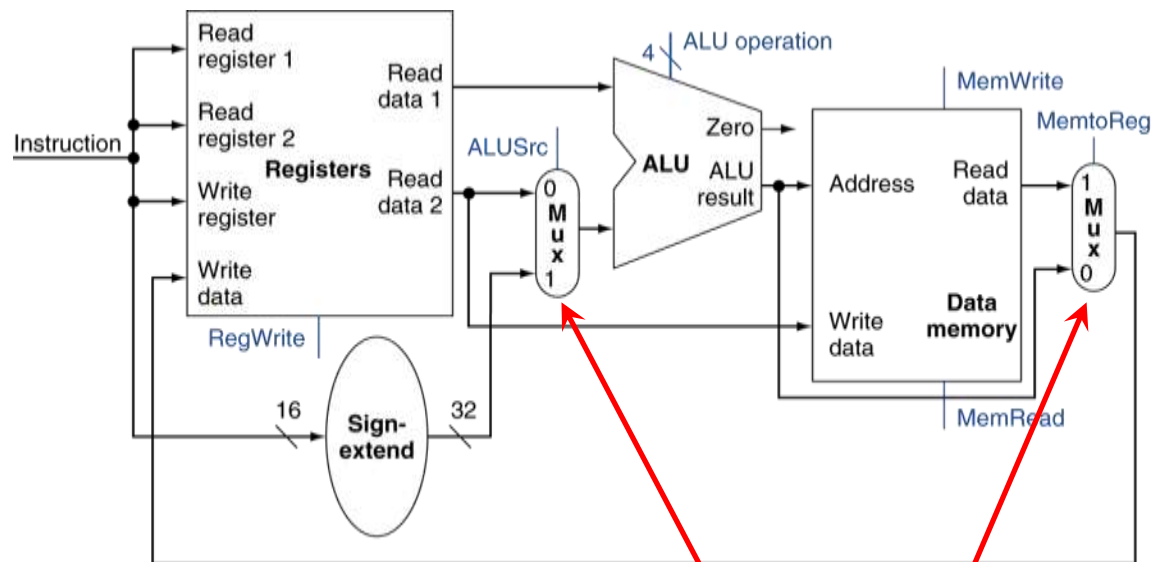 Instruction
Read
register 1
Read
register 2
Write
register
Write
data
Registers
Read
data 1
Read
data 2
RegWrite
16
Sign-
extend
32
ALUSrc
0
M
u
x
1
4
ALU operation
Zero
ALU
ALU
result
MemWrite
Address
Read
data
Write
data
Data
memory
MemRead
MemtoReg
1
M
u
x
0